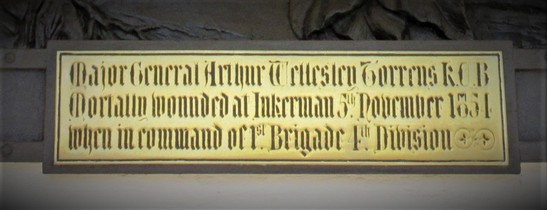 Major General Arthur Wellesley Torrens K.C.B
Mortally wounded at Inkerman 5th November 1854
when in command of 1st Brigade 4th Division